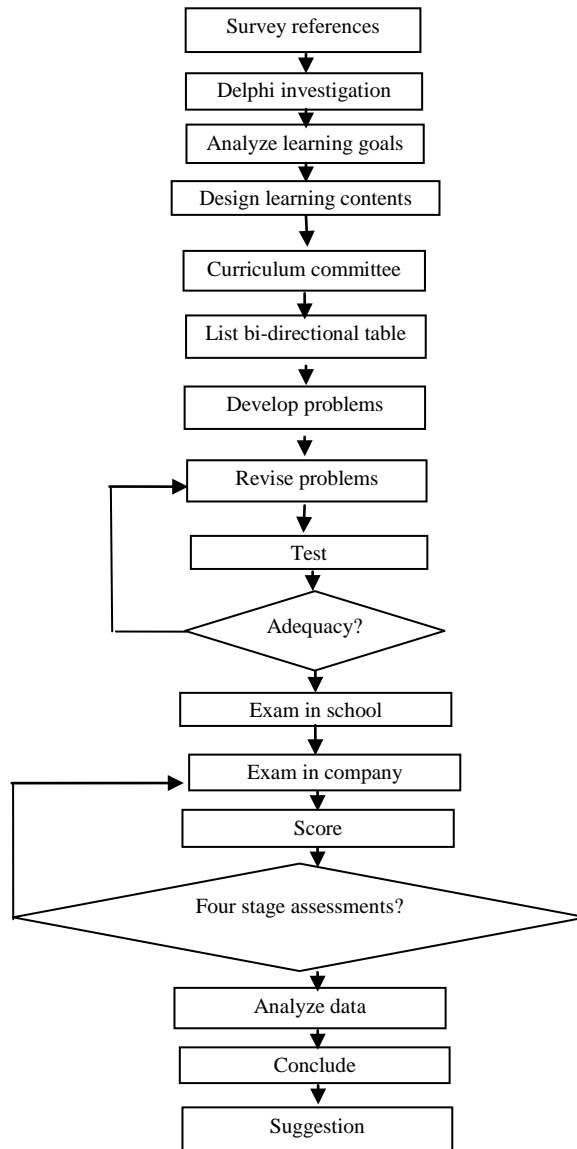 Survey references
Delphi investigation
Analyze learning goals
Design learning contents
Curriculum committee
List bi-directional table
Develop problems
Revise problems
Test
Adequacy?
Exam in school
Exam in company
Score
Four stage assessments?
Analyze data
Conclude
Suggestion